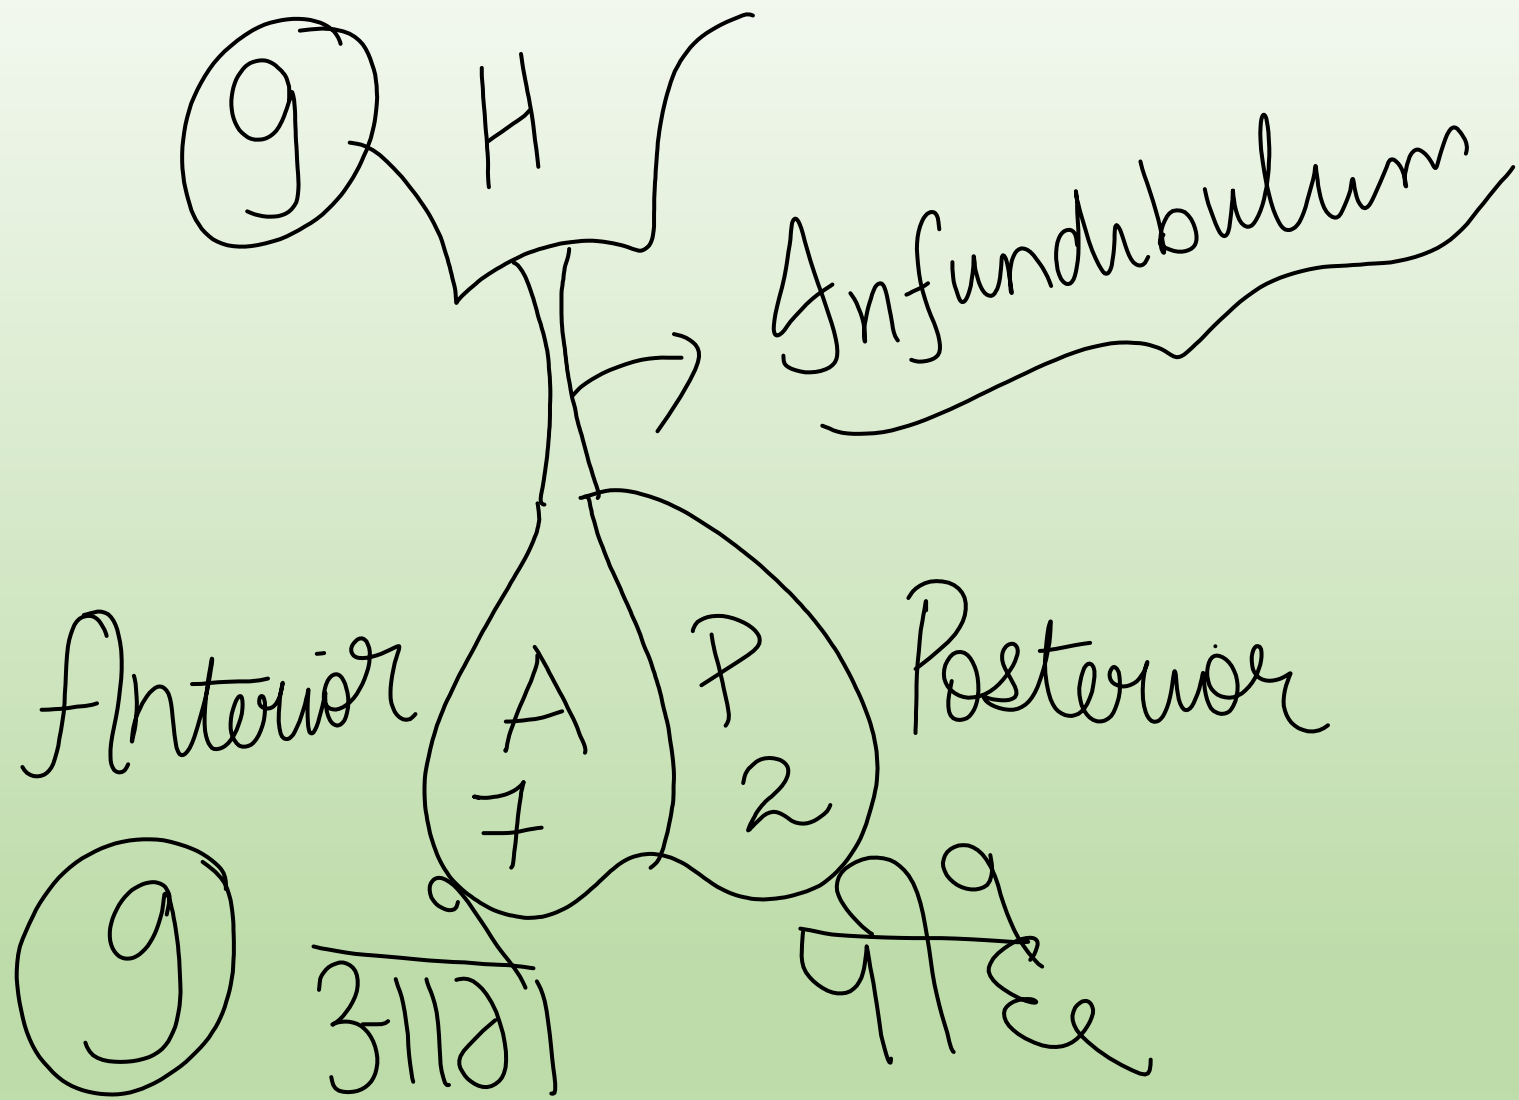 9 H
Infundibulum
Anterior A P Posterior
7 2
9 आगे पीछे